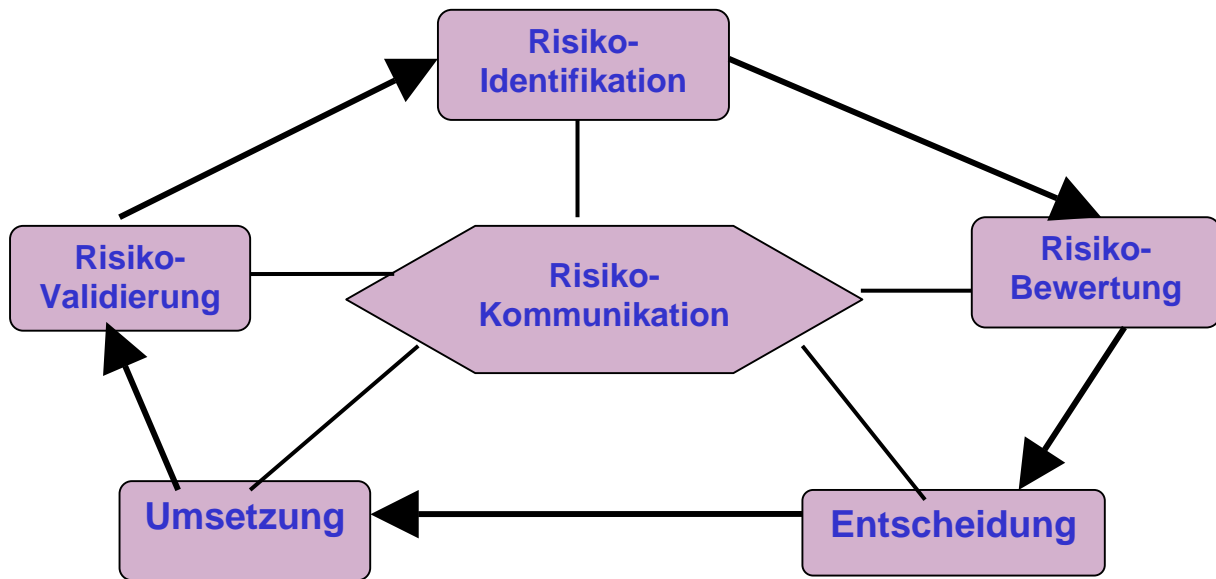 Risiko-
Identifikation
Risiko-
Validierung
Risiko-
Kommunikation
Risiko-
Bewertung
Umsetzung
Entscheidung